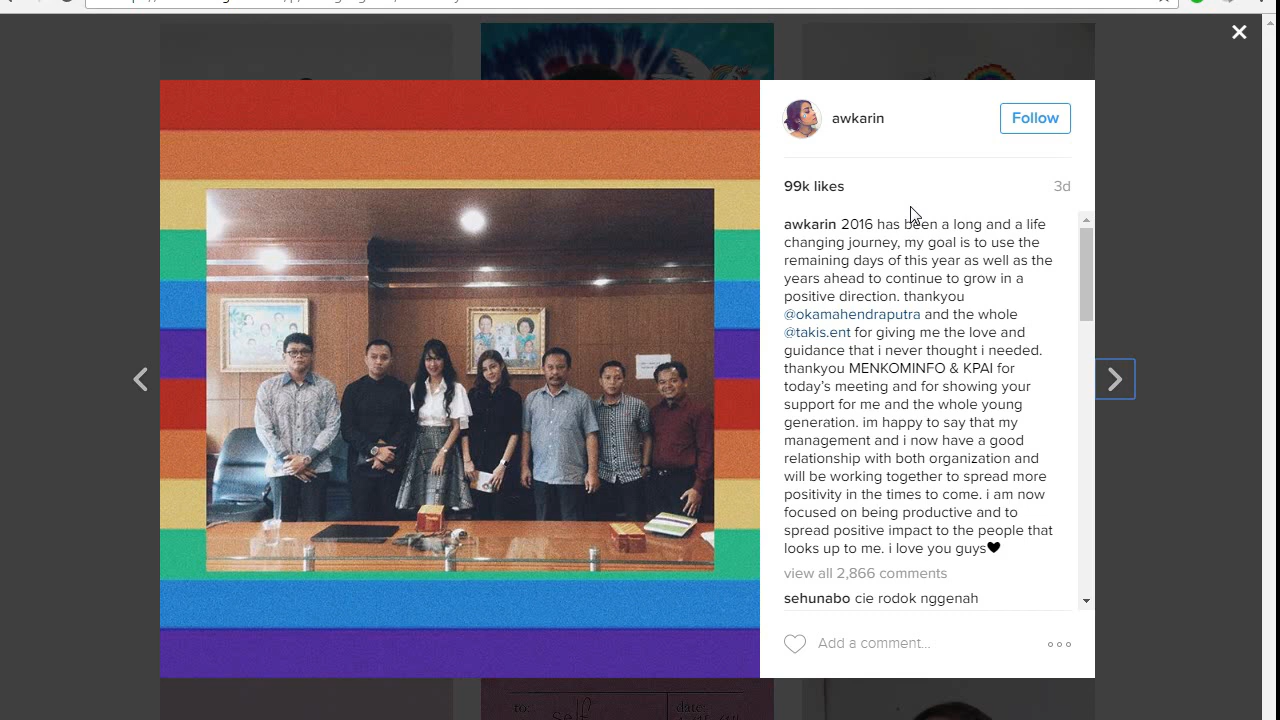 awkarin
Follow
99k likes
3d
awkarin 2016 has been a long and a life
changing journey, my goal is to use the
remaining days of this year as well as the
years ahead to continue to grow in a
positive direction. thankyou
@okamahendraputra and the whole
@takis.ent for giving me the love and
guidance that i never thought i needed.
thankyou MENKOMINFO & KPAI for
today's meeting and for showing your
support for me and the whole young
generation. im happy to say that my
management and i now have a good
relationship with both organization and
will be working together to spread more
positivity in the times to come. i am now
focused on being productive and to
spread positive impact to the people that
looks up to me. i love you guys🖤
view all 2,866 comments
sehunabo cie rodok nggenah
Add a comment...
to:
self
date: